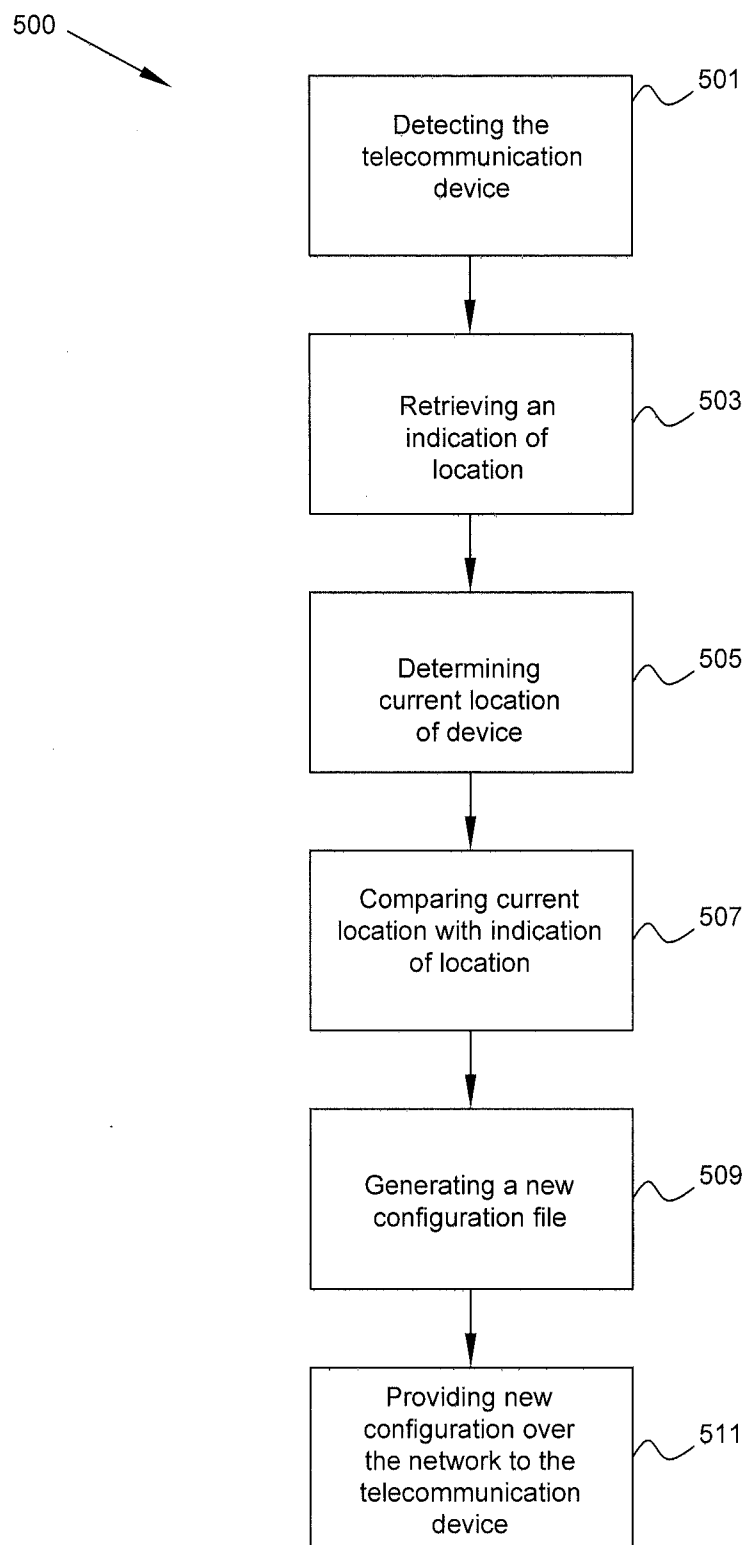 500
501
Detecting the
telecommunication
device
503
Retrieving an
indication of
location
505
Determining
current location
of device
507
Comparing current
location with indication
of location
509
Generating a new
configuration file
511
Providing new
configuration over
the network to the
telecommunication
device